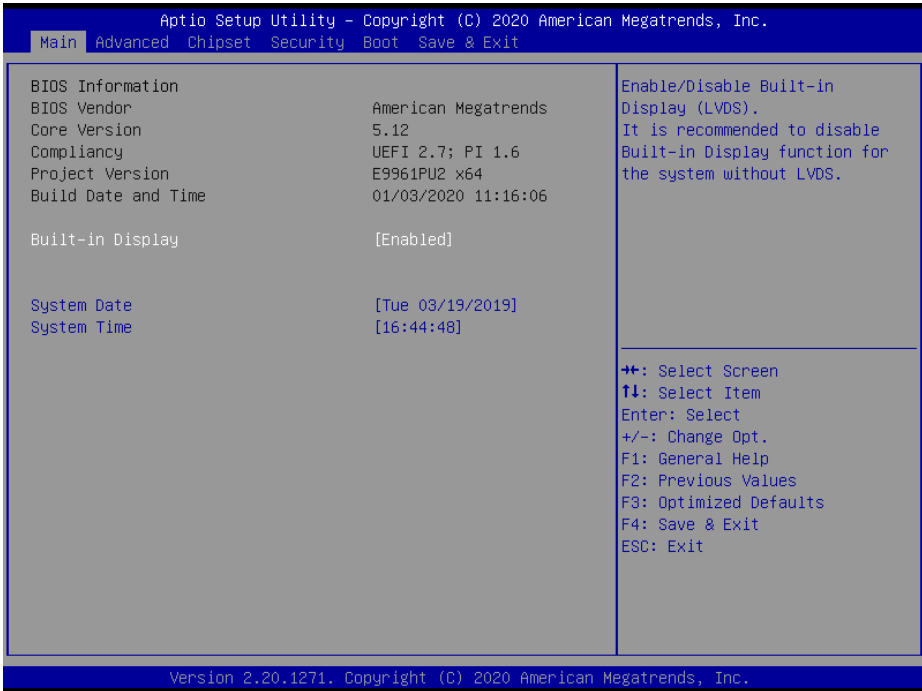 Aptio Setup Utility – Copyright (C) 2020 American Megatrends, Inc.
Main Advanced Chipset Security Boot Save & Exit
BIOS Information
BIOS Vendor American Megatrends
Core Version 5.12
Compliancy UEFI 2.7; PI 1.6
Project Version E9961PU2 x64
Build Date and Time 01/03/2020 11:16:06
Built-in Display [Enabled]
System Date [Tue 03/19/2019]
System Time [16:44:48]
Enable/Disable Built-in
Display (LVDS).
It is recommended to disable
Built-in Display function for
the system without LVDS.
→←: Select Screen
↑↓: Select Item
Enter: Select
+/-: Change Opt.
F1: General Help
F2: Previous Values
F3: Optimized Defaults
F4: Save & Exit
ESC: Exit
Version 2.20.1271. Copyright (C) 2020 American Megatrends, Inc.